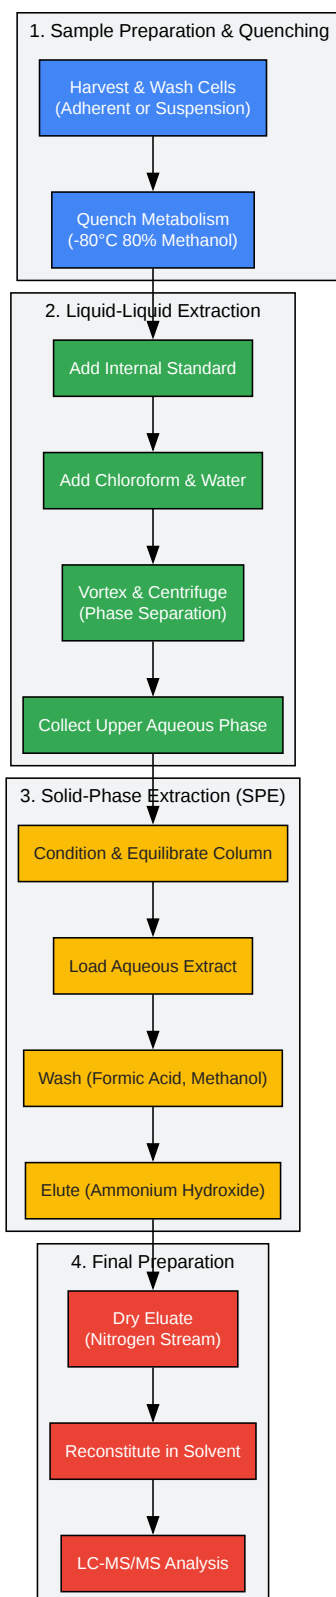 1. Sample Preparation & Quenching
Harvest & Wash Cells
(Adherent or Suspension)
Quench Metabolism
(-80°C 80% Methanol)
2. Liquid-Liquid Extraction
Add Internal Standard
Add Chloroform & Water
Vortex & Centrifuge
(Phase Separation)
Collect Upper Aqueous Phase
3. Solid-Phase Extraction (SPE)
Condition & Equilibrate Column
Load Aqueous Extract
Wash (Formic Acid, Methanol)
Elute (Ammonium Hydroxide)
4. Final Preparation
Dry Eluate
(Nitrogen Stream)
Reconstitute in Solvent
LC-MS/MS Analysis